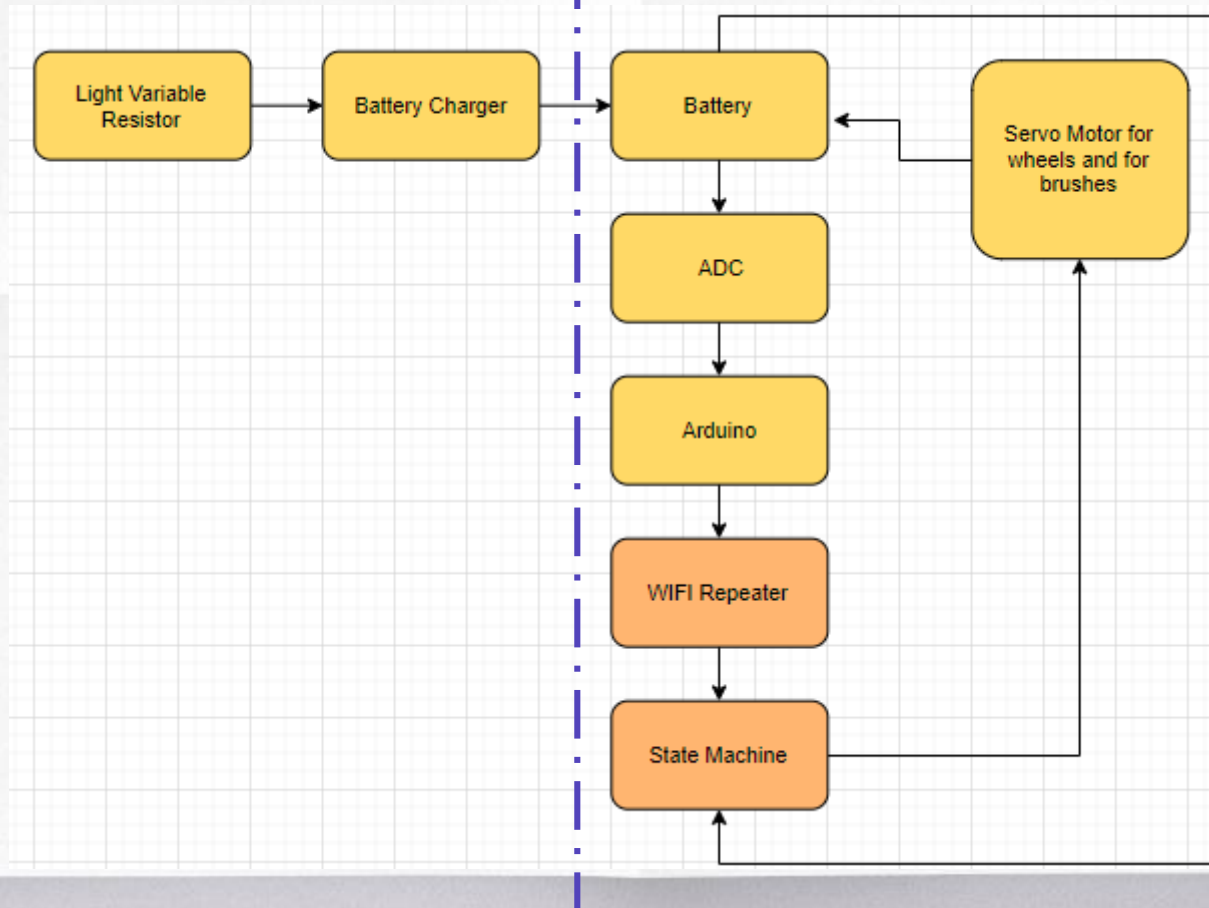 Light Variable
Resistor
Battery Charger
Battery
Servo Motor for
wheels and for
brushes
ADC
Arduino
WIFI Repeater
State Machine